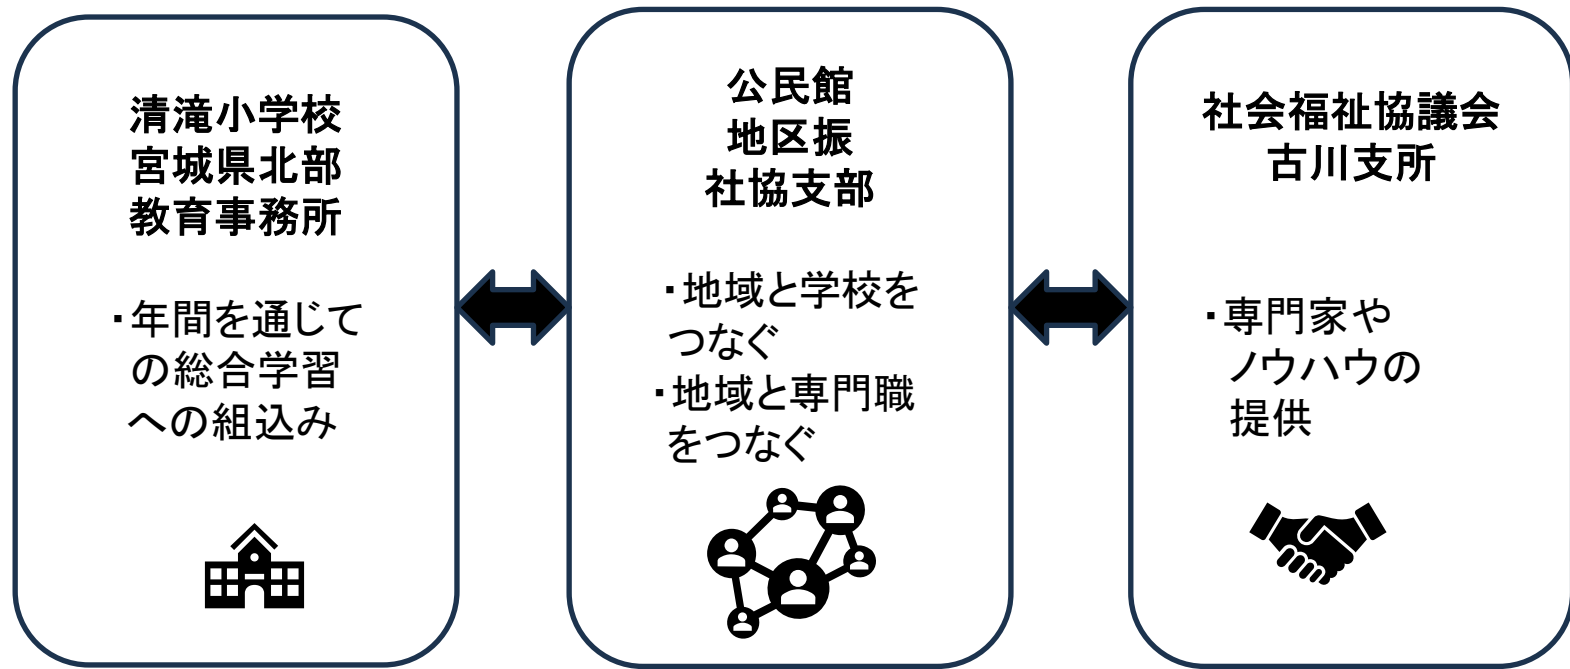 清滝小学校
宮城県北部
教育事務所
・年間を通じて
の総合学習
への組込み
公民館
地区振
社協支部
・地域と学校を
つなぐ
・地域と専門職
をつなぐ
社会福祉協議会
古川支所
・専門家や
ノウハウの
提供